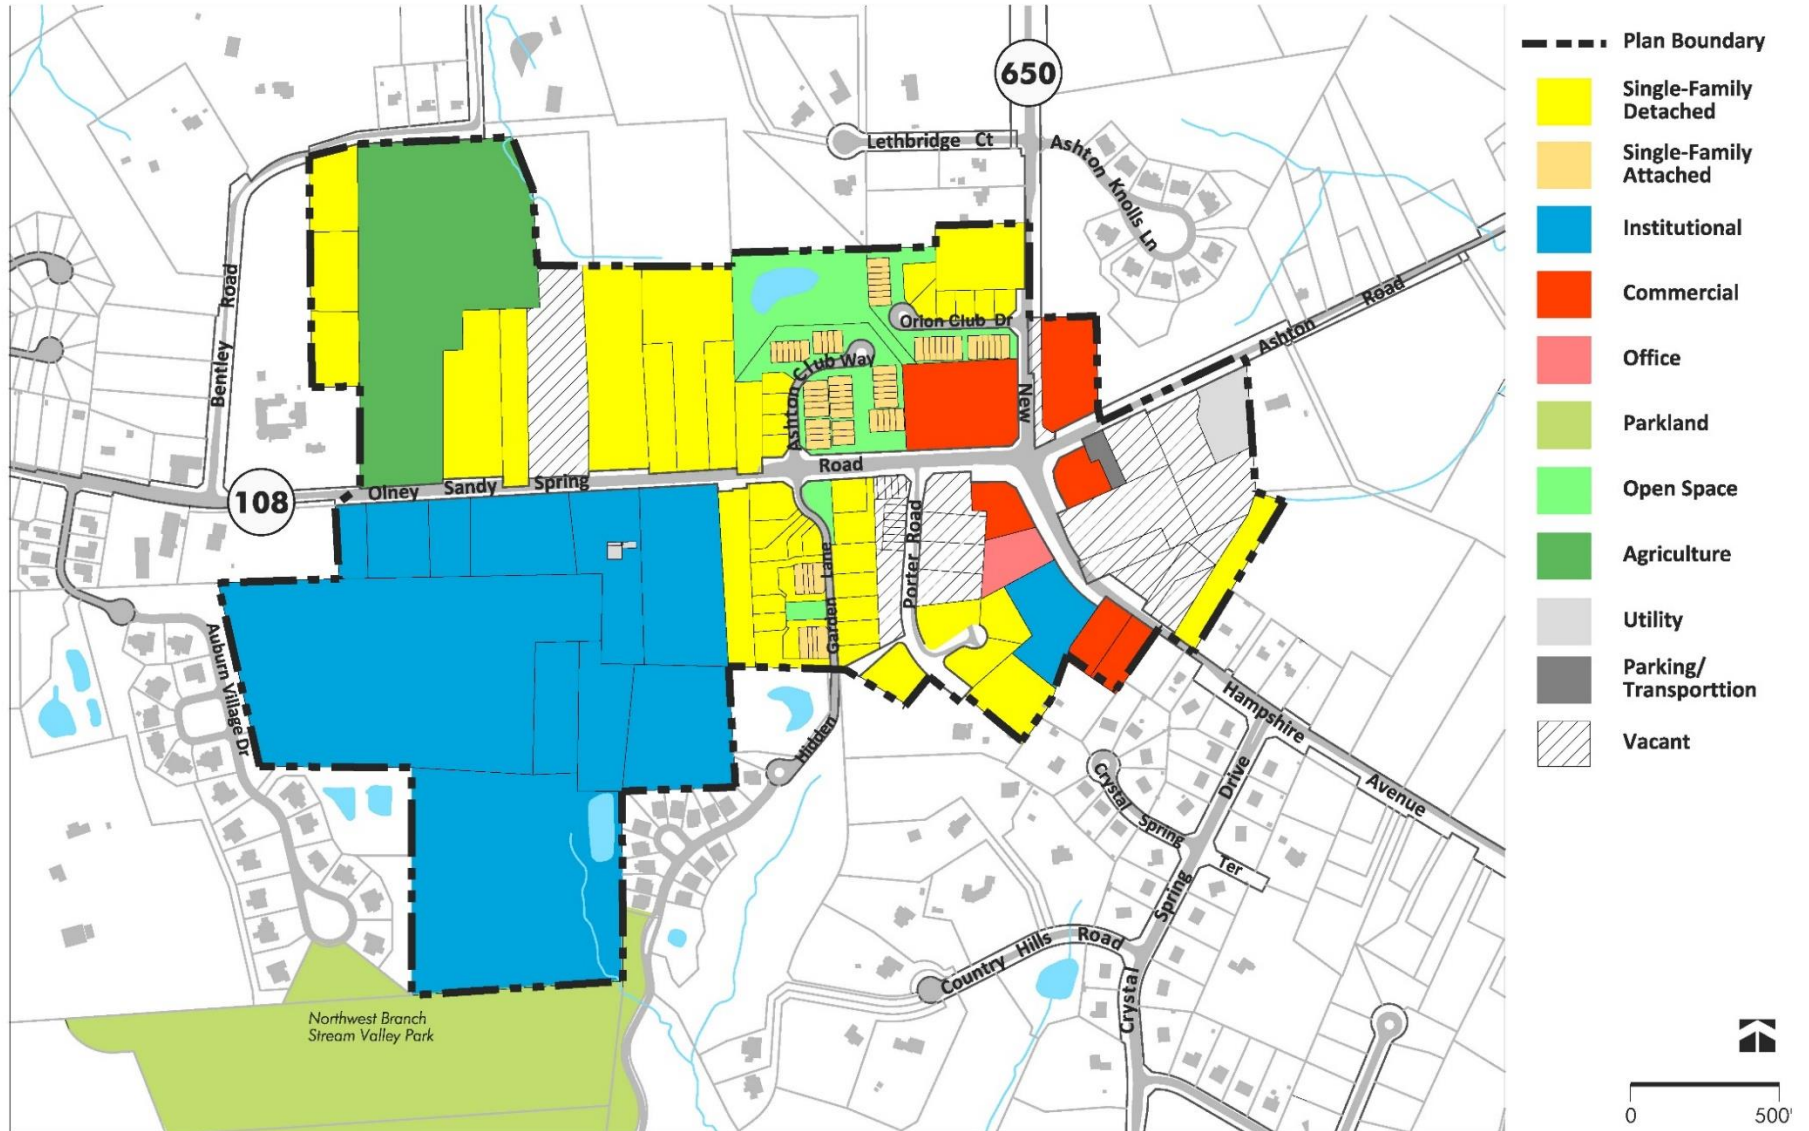 650
Lethbridge Ct
Ashton Knolls Ln
Bentley Road
Orion Club Dr
Ashton Club Way
New
Ashton Road
108
Olney Sandy Spring Road
Porter Road
Garden Lane
Hidden
Auburn Village Dr
Hampshire
Avenue
Crystal Spring Drive
Crystal Spring Ter
Country Hills Road
Crystal
Northwest Branch
Stream Valley Park
Plan Boundary
Single-Family
Detached
Single-Family
Attached
Institutional
Commercial
Office
Parkland
Open Space
Agriculture
Utility
Parking/
Transporttion
Vacant
0 500'